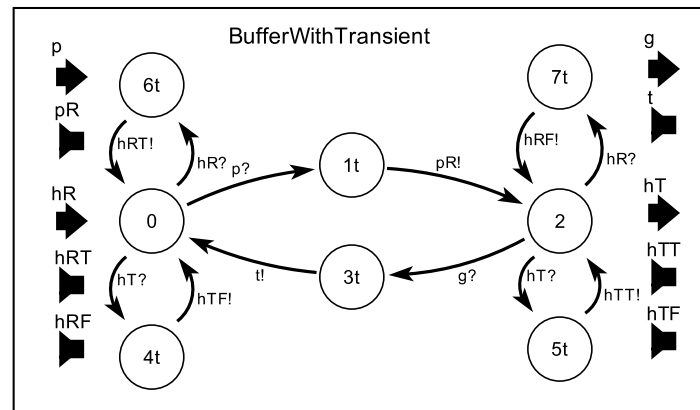 BufferWithTransient
p
g
6t
7t
pR
t
hRT!
hR?
p?
1t
pR!
hRF!
hR?
hR
hT
0
2
hRT
hT?
hTF!
t!
3t
g?
hT?
hTT!
hTT
hRF
hTF
4t
5t